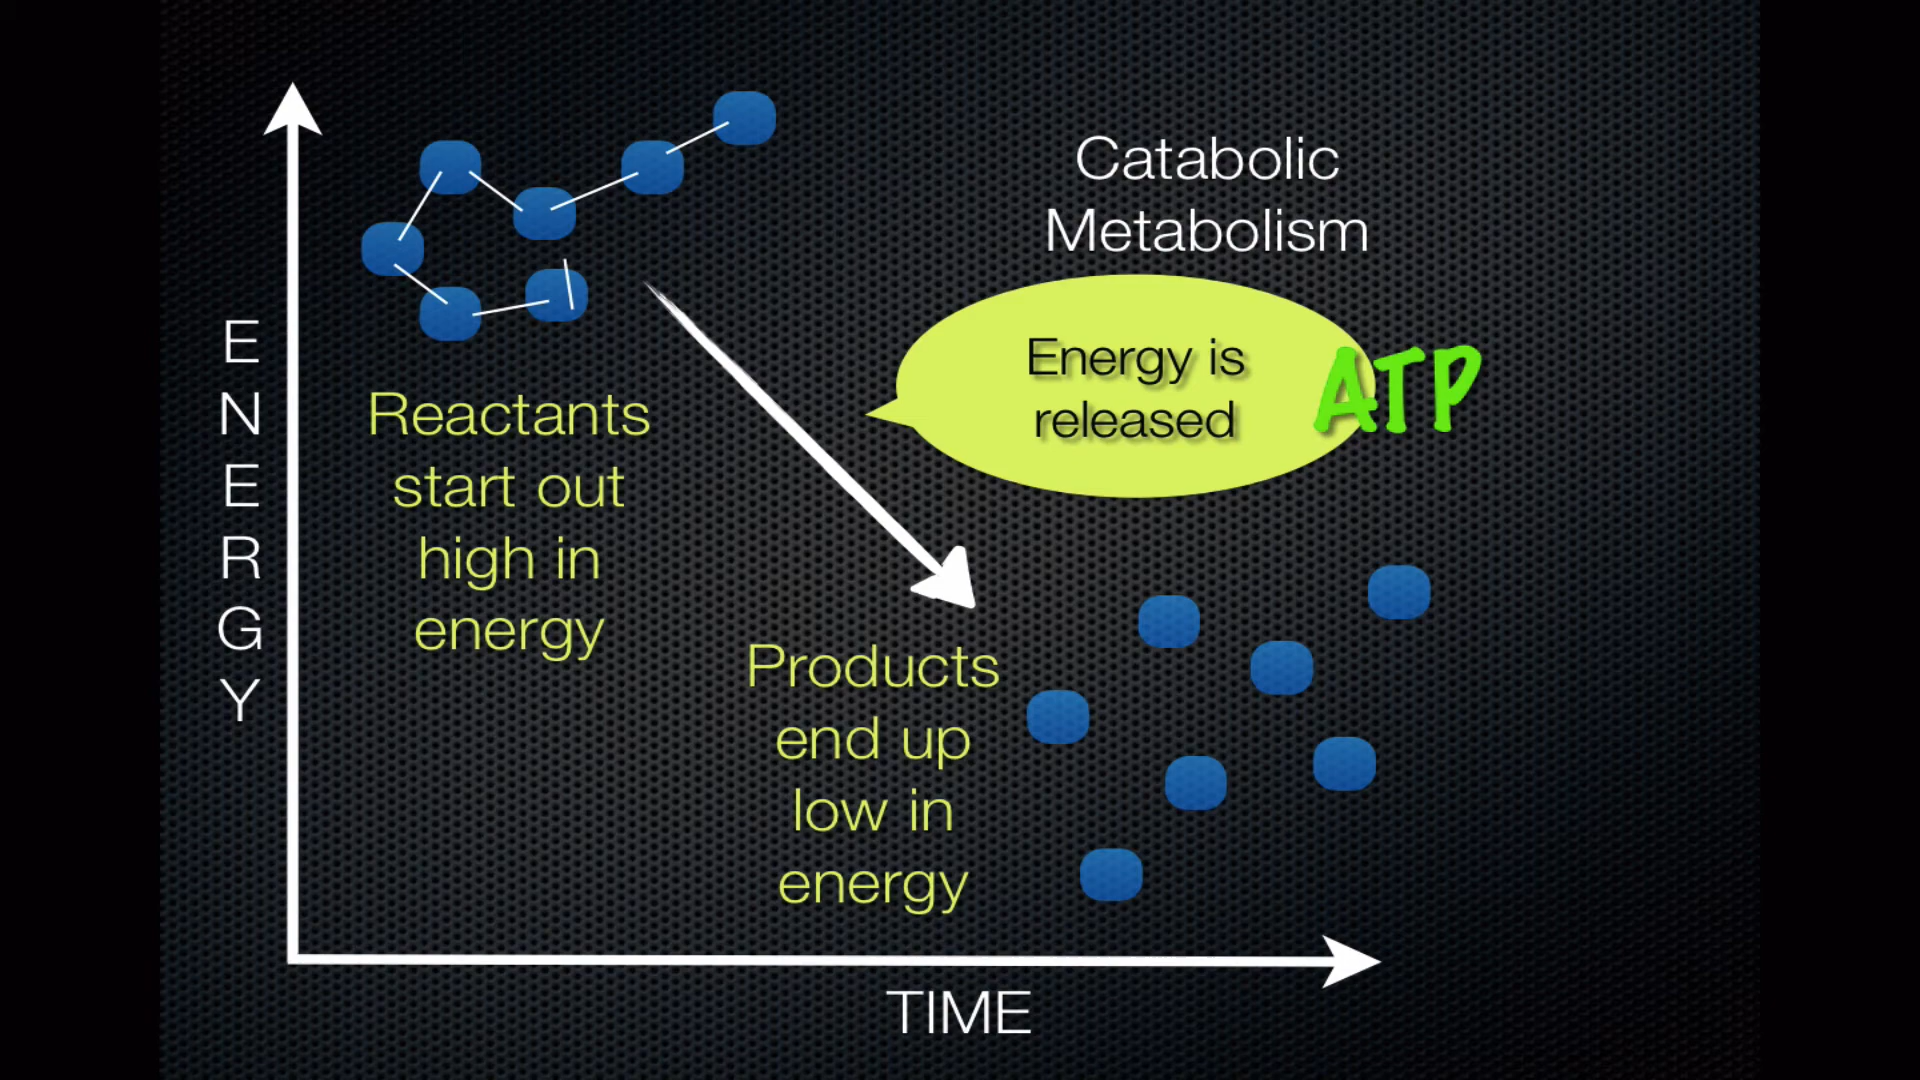 Catabolic
Metabolism
Energy is
released
ATP
ENERGY
Reactants
start out
high in
energy
Products
end up
low in
energy
TIME